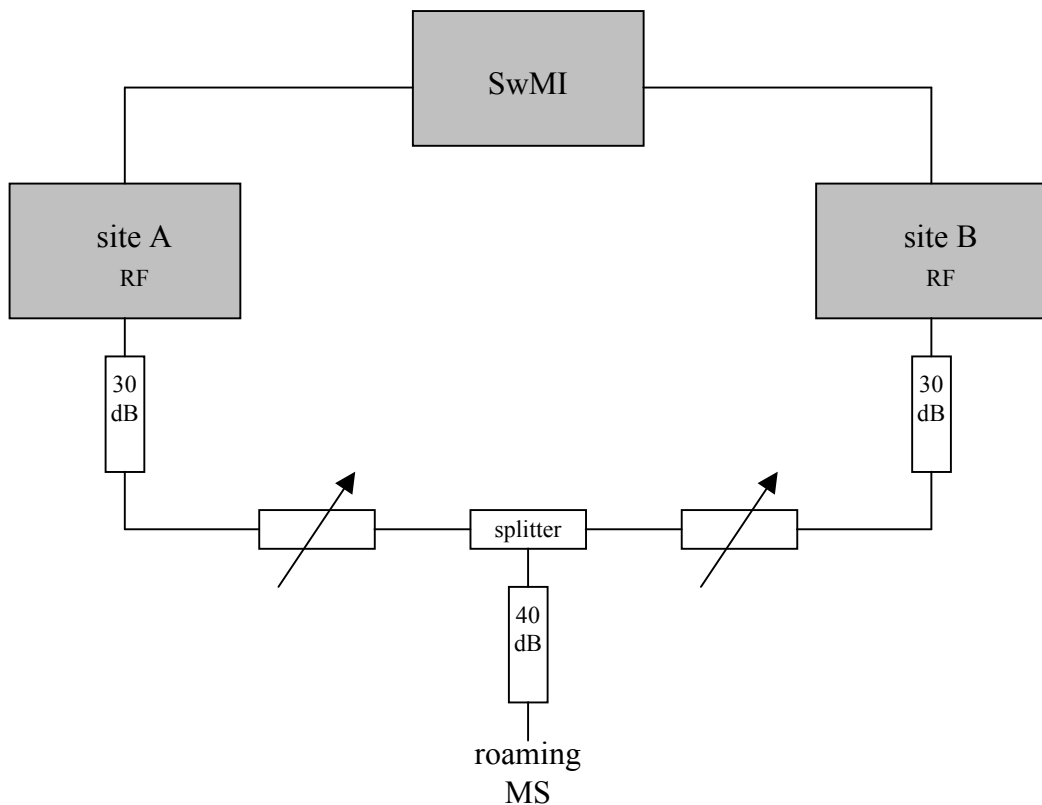 SwMI
site A
RF
site B
RF
30
dB
30
dB
splitter
40
dB
roaming
MS